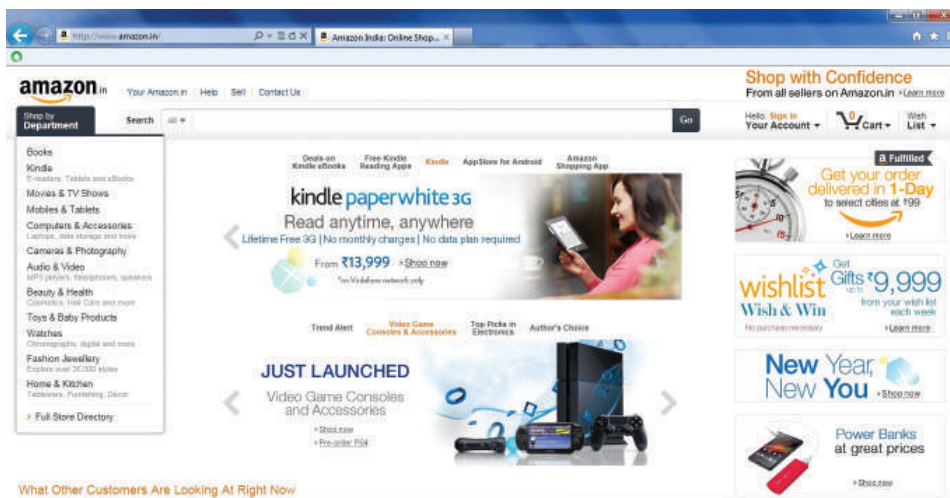 http://www.amazon.in/
Amazon India: Online Shop...
amazon.in
Your Amazon.in
Help
Sell
Contact Us
Shop with Confidence
From all sellers on Amazon.in ›Learn more
Shop by
Department
Search
All
Go
Hello. Sign in
Your Account
0
Cart
Wish
List
Books
Kindle
E-readers, Tablets and eBooks
Movies & TV Shows
Mobiles & Tablets
Computers & Accessories
Laptops, data storage and more
Cameras & Photography
Audio & Video
MP3 players, headphones, speakers
Beauty & Health
Cosmetics, Hair Care and more
Toys & Baby Products
Watches
Chronographs, digital and more
Fashion Jewellery
Explore over 35,000 styles
Home & Kitchen
Tableware, Furnishing, Décor
› Full Store Directory
Deals on
Kindle eBooks
Free Kindle
Reading Apps
Kindle
AppStore for Android
Amazon
Shopping App
kindle paperwhite 3G
Read anytime, anywhere
Lifetime Free 3G | No monthly charges | No data plan required
From ₹13,999 ›Shop now
*on Vodafone network only
Trend Alert
Video Game
Consoles & Accessories
Top Picks in
Electronics
Author's Choice
JUST LAUNCHED
Video Game Consoles
and Accessories
›Shop now
›Pre-order PS4
a Fulfilled
Get your order
delivered in 1-Day
to select cities at ₹99
›Learn more
wishlist
Wish & Win
No purchase necessary
Get
Gifts up to ₹9,999
from your wish list
each week
›Learn more
New Year,
New You ›Shop now
Power Banks
at great prices
›Shop now
What Other Customers Are Looking At Right Now